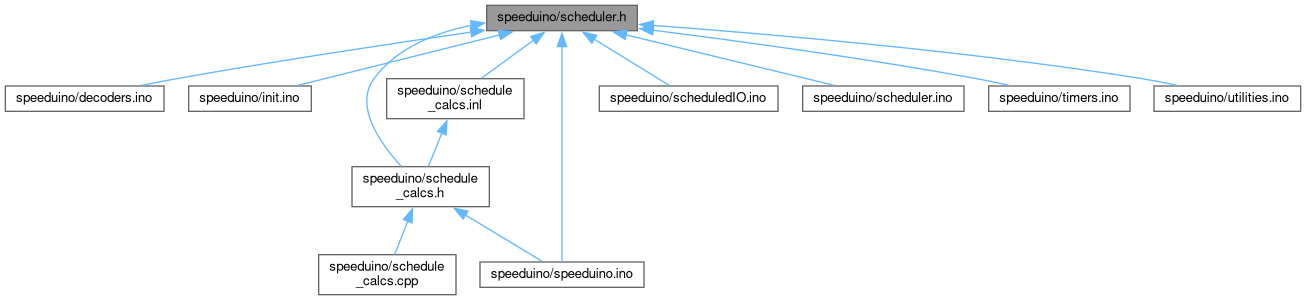 speeduino/scheduler.h
speeduino/decoders.ino
speeduino/init.ino
speeduino/schedule
_calcs.inl
speeduino/scheduledIO.ino
speeduino/scheduler.ino
speeduino/timers.ino
speeduino/utilities.ino
speeduino/schedule
_calcs.h
speeduino/schedule
_calcs.cpp
speeduino/speeduino.ino